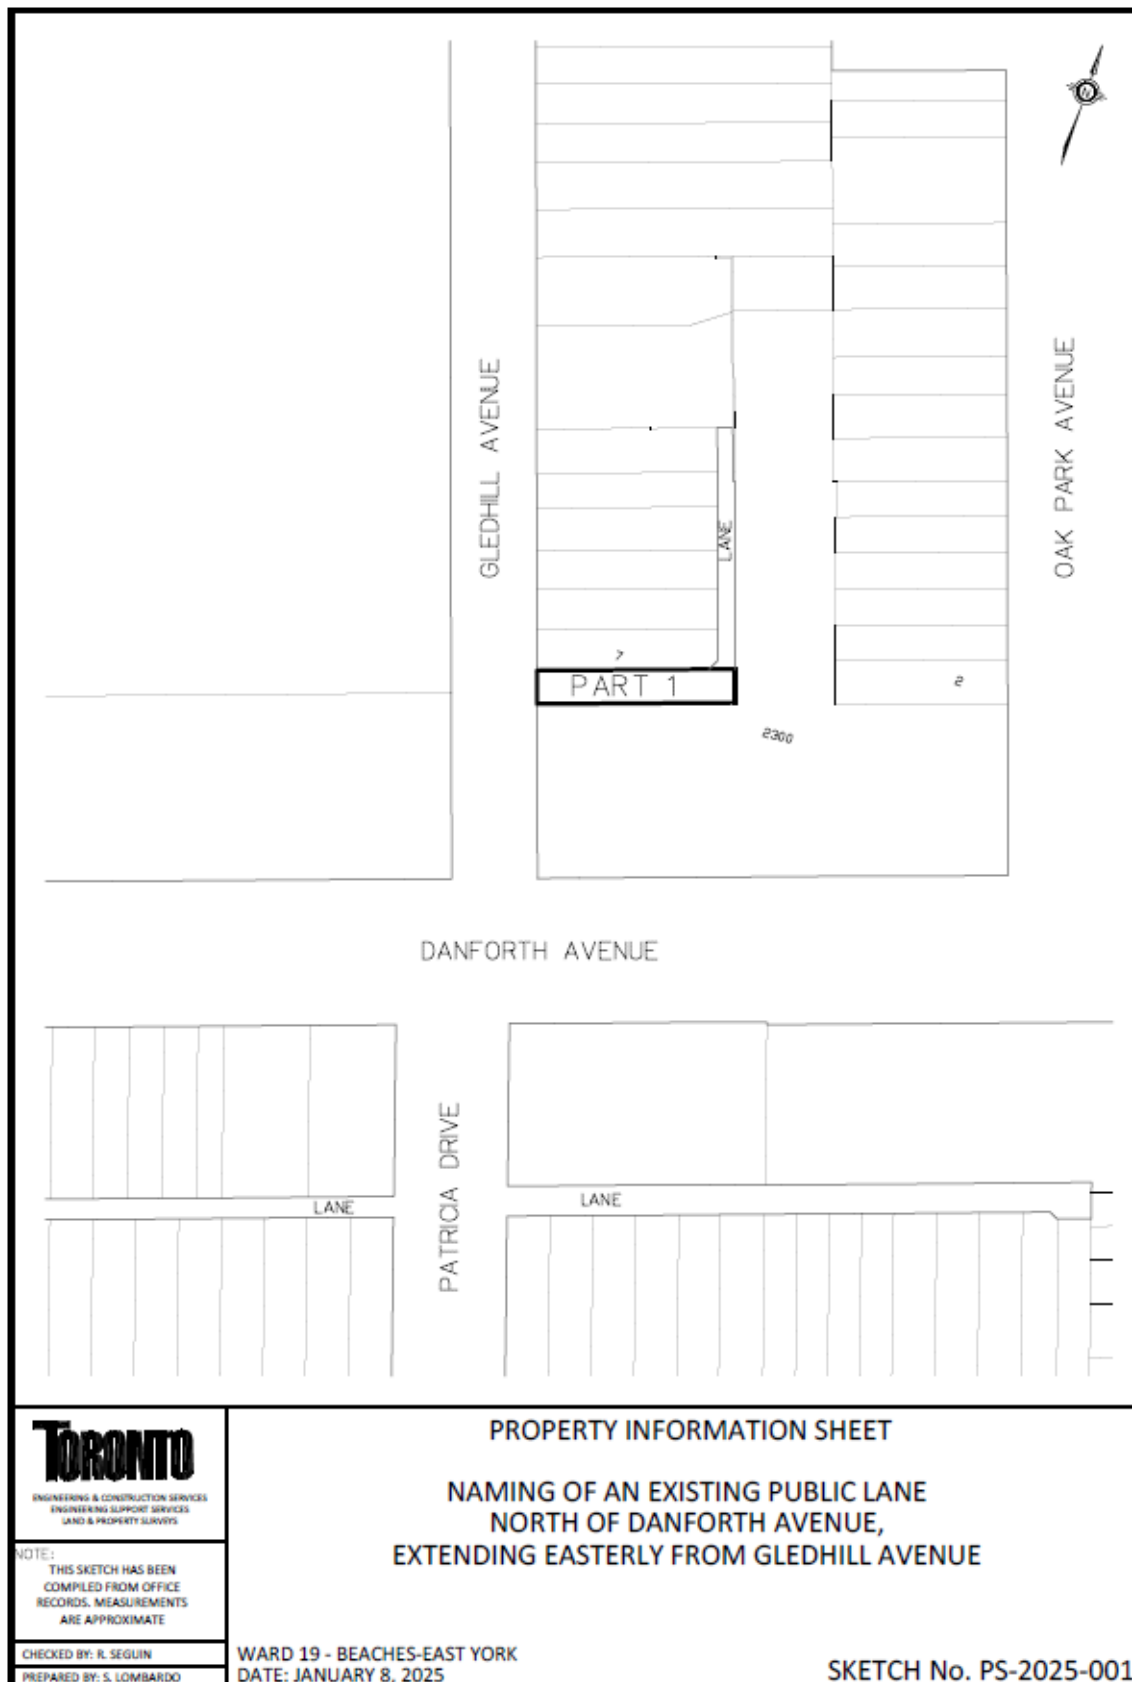 N
GLEDHILL AVENUE
OAK PARK AVENUE
LANE
7
PART 1
2
2300
DANFORTH AVENUE
PATRICIA DRIVE
LANE
LANE
TORONTO
ENGINEERING & CONSTRUCTION SERVICES
ENGINEERING SUPPORT SERVICES
LAND & PROPERTY SURVEYS
NOTE:
THIS SKETCH HAS BEEN
COMPILED FROM OFFICE
RECORDS. MEASUREMENTS
ARE APPROXIMATE
CHECKED BY: R. SEGUIN
PREPARED BY: S. LOMBARDO
PROPERTY INFORMATION SHEET
NAMING OF AN EXISTING PUBLIC LANE
NORTH OF DANFORTH AVENUE,
EXTENDING EASTERLY FROM GLEDHILL AVENUE
WARD 19 - BEACHES-EAST YORK
DATE: JANUARY 8, 2025
SKETCH No. PS-2025-001